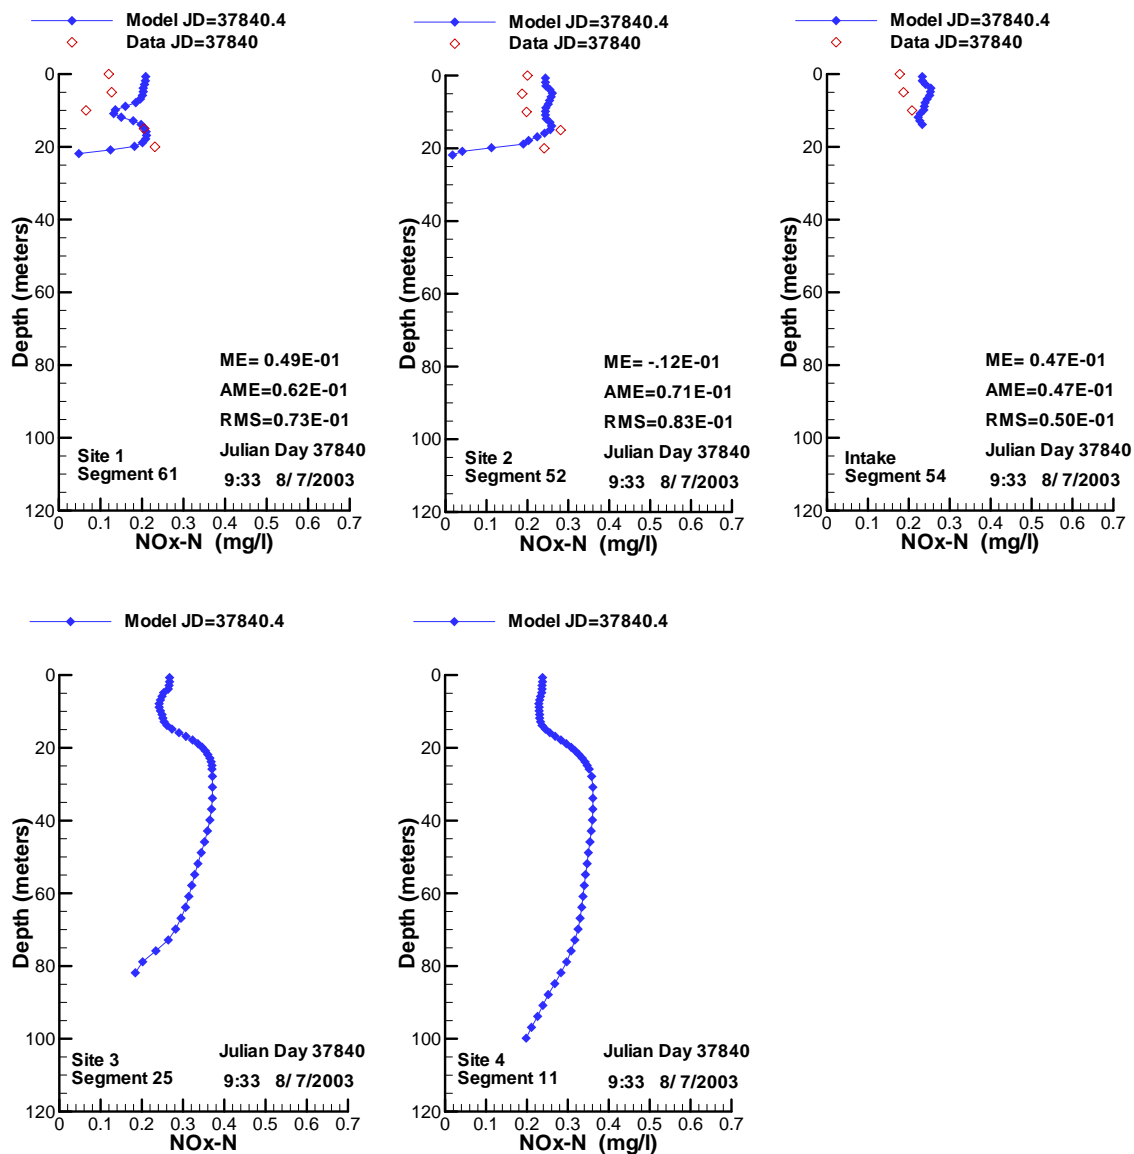 Model JD=37840.4
Data JD=37840
0
20
40
60
80
100
120
Depth (meters)
ME= 0.49E-01
AME=0.62E-01
RMS=0.73E-01
Julian Day 37840
Site 1
Segment 61
9:33 8/ 7/2003
0 0.1 0.2 0.3 0.4 0.5 0.6 0.7
NOx-N (mg/l)
Model JD=37840.4
Data JD=37840
0
20
40
60
80
100
120
Depth (meters)
ME= -.12E-01
AME=0.71E-01
RMS=0.83E-01
Julian Day 37840
Site 2
Segment 52
9:33 8/ 7/2003
0 0.1 0.2 0.3 0.4 0.5 0.6 0.7
NOx-N (mg/l)
Model JD=37840.4
Data JD=37840
0
20
40
60
80
100
120
Depth (meters)
ME= 0.47E-01
AME=0.47E-01
RMS=0.50E-01
Julian Day 37840
Intake
Segment 54
9:33 8/ 7/2003
0 0.1 0.2 0.3 0.4 0.5 0.6 0.7
NOx-N (mg/l)
Model JD=37840.4
0
20
40
60
80
100
120
Depth (meters)
Julian Day 37840
Site 3
Segment 25
9:33 8/ 7/2003
0 0.1 0.2 0.3 0.4 0.5 0.6 0.7
NOx-N
Model JD=37840.4
0
20
40
60
80
100
120
Depth (meters)
Julian Day 37840
Site 4
Segment 11
9:33 8/ 7/2003
0 0.1 0.2 0.3 0.4 0.5 0.6 0.7
NOx-N (mg/l)